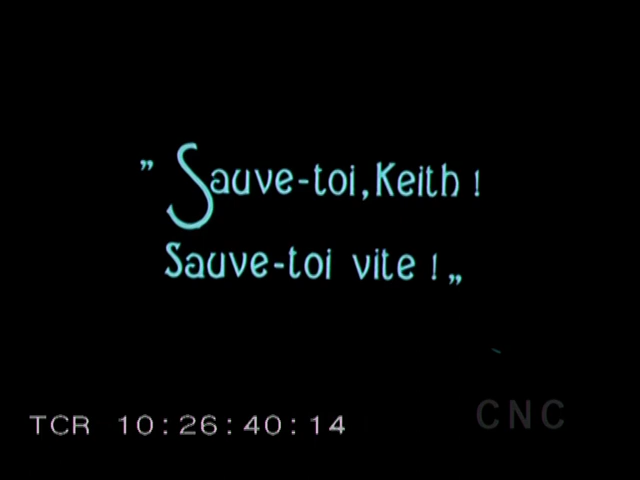 ” Sauve-toi, Keith !
Sauve-toi vite ! „
CNC
TCR 10:26:40:14